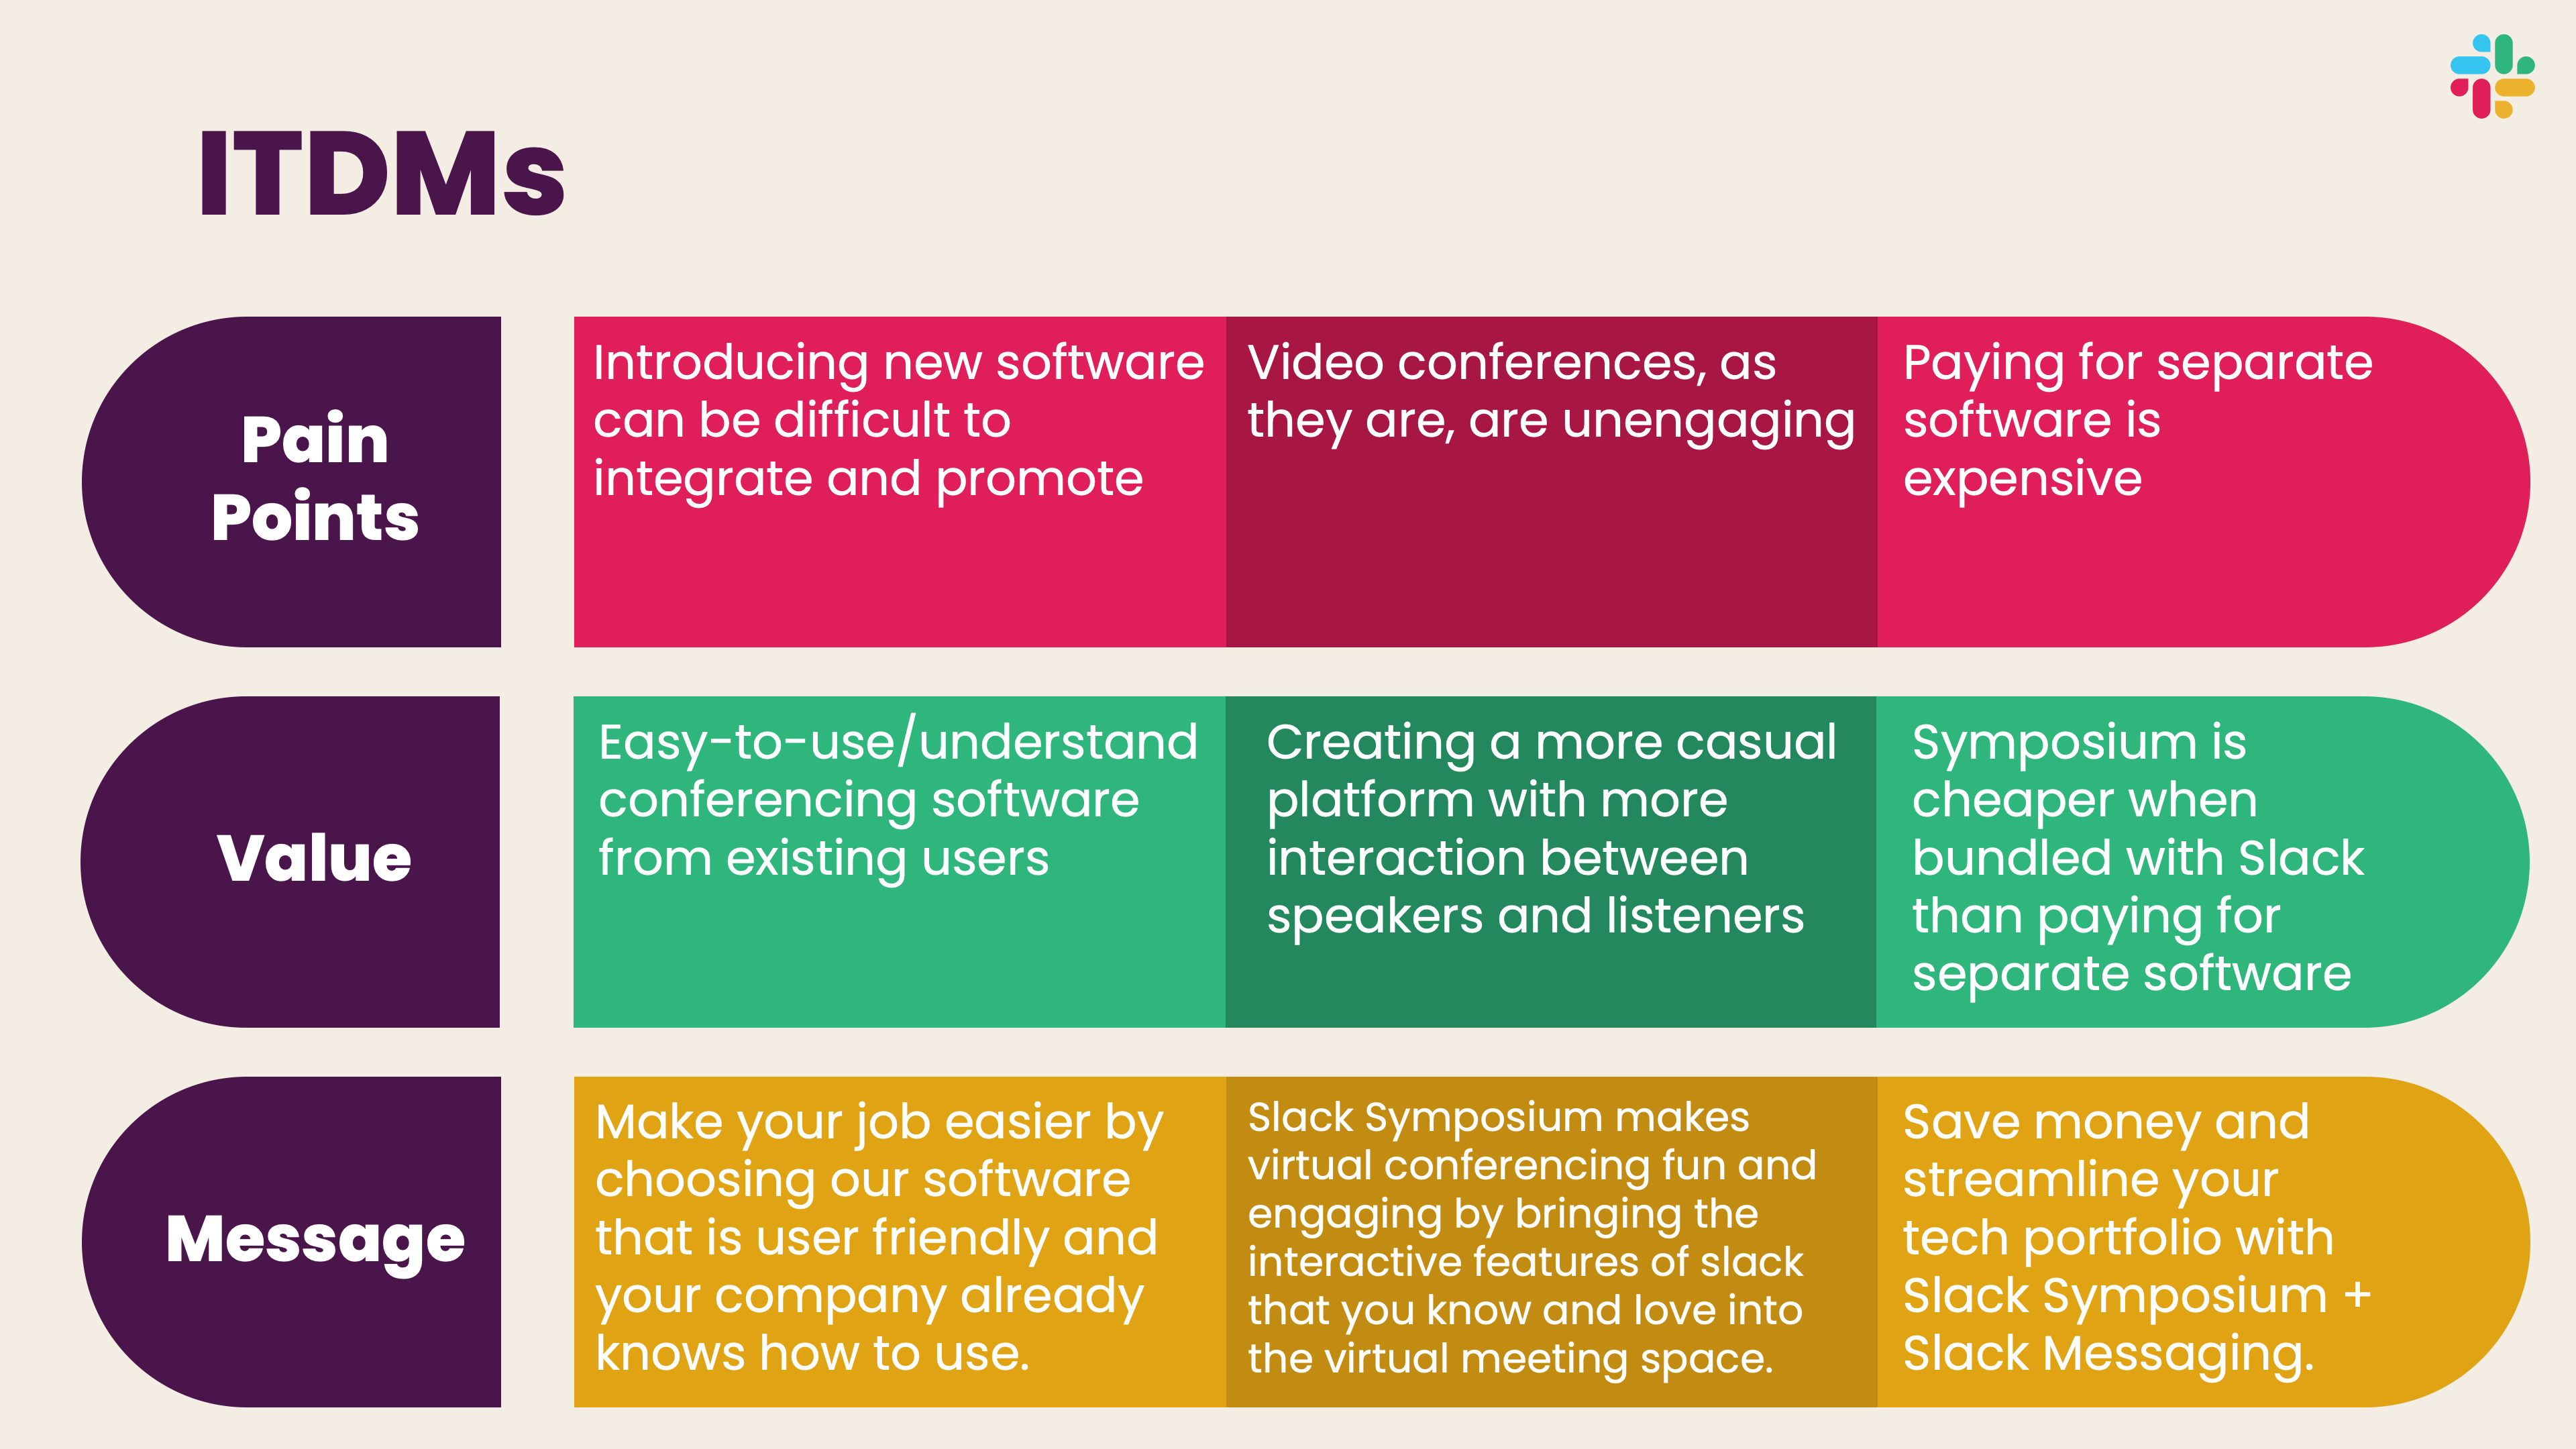 ITDMs
Pain
Points
Introducing new software
can be difficult to
integrate and promote
Video conferences, as
they are, are unengaging
Paying for separate
software is
expensive
Value
Easy-to-use/understand
conferencing software
from existing users
Creating a more casual
platform with more
interaction between
speakers and listeners
Symposium is
cheaper when
bundled with Slack
than paying for
separate software
Message
Make your job easier by
choosing our software
that is user friendly and
your company already
knows how to use.
Slack Symposium makes
virtual conferencing fun and
engaging by bringing the
interactive features of slack
that you know and love into
the virtual meeting space.
Save money and
streamline your
tech portfolio with
Slack Symposium +
Slack Messaging.